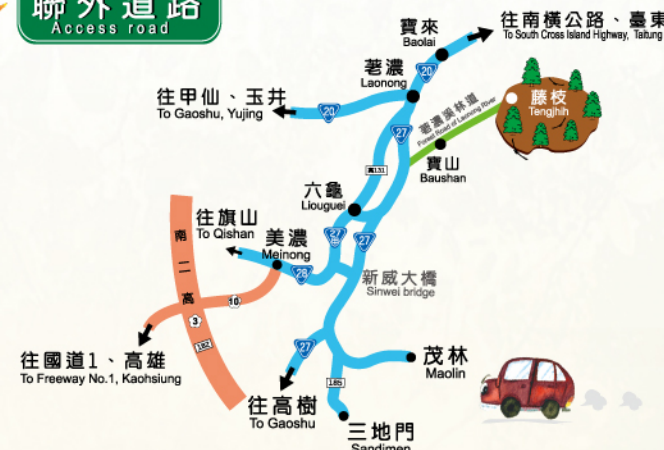 聯外道路
Access road
寶來
Baolai
往南橫公路、臺東
To South Cross Island Highway, Taitung
荖濃
Laonong
20
往甲仙、玉井
To Gaoshu, Yujing
20
27
荖濃溪林道
Forest Road of Laonong River
藤枝
Tengjhih
寶山
Baushan
131
六龜
Liouguei
往旗山
To Qishan
美濃
Meinong
27
27
28
新威大橋
Sinwei bridge
南二高
10
3
182
往國道1、高雄
To Freeway No.1, Kaohsiung
27
茂林
Maolin
185
往高樹
To Gaoshu
三地門
Sandimen